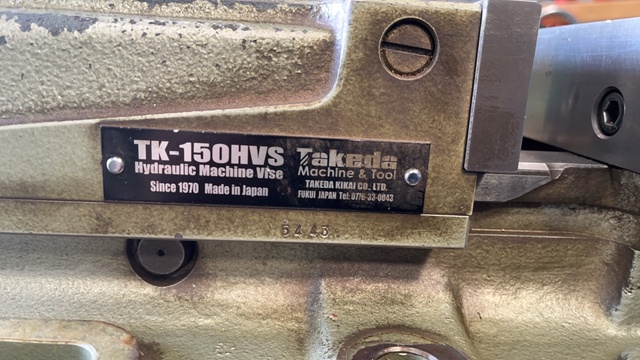 TK-150HVS
Hydraulic Machine Vise
Since 1970 Made in Japan
Takeda
Machine & Tool
TAKEDA KIKAI CO., LTD.
FUKUI JAPAN Tel: 0776-33-0843
5445